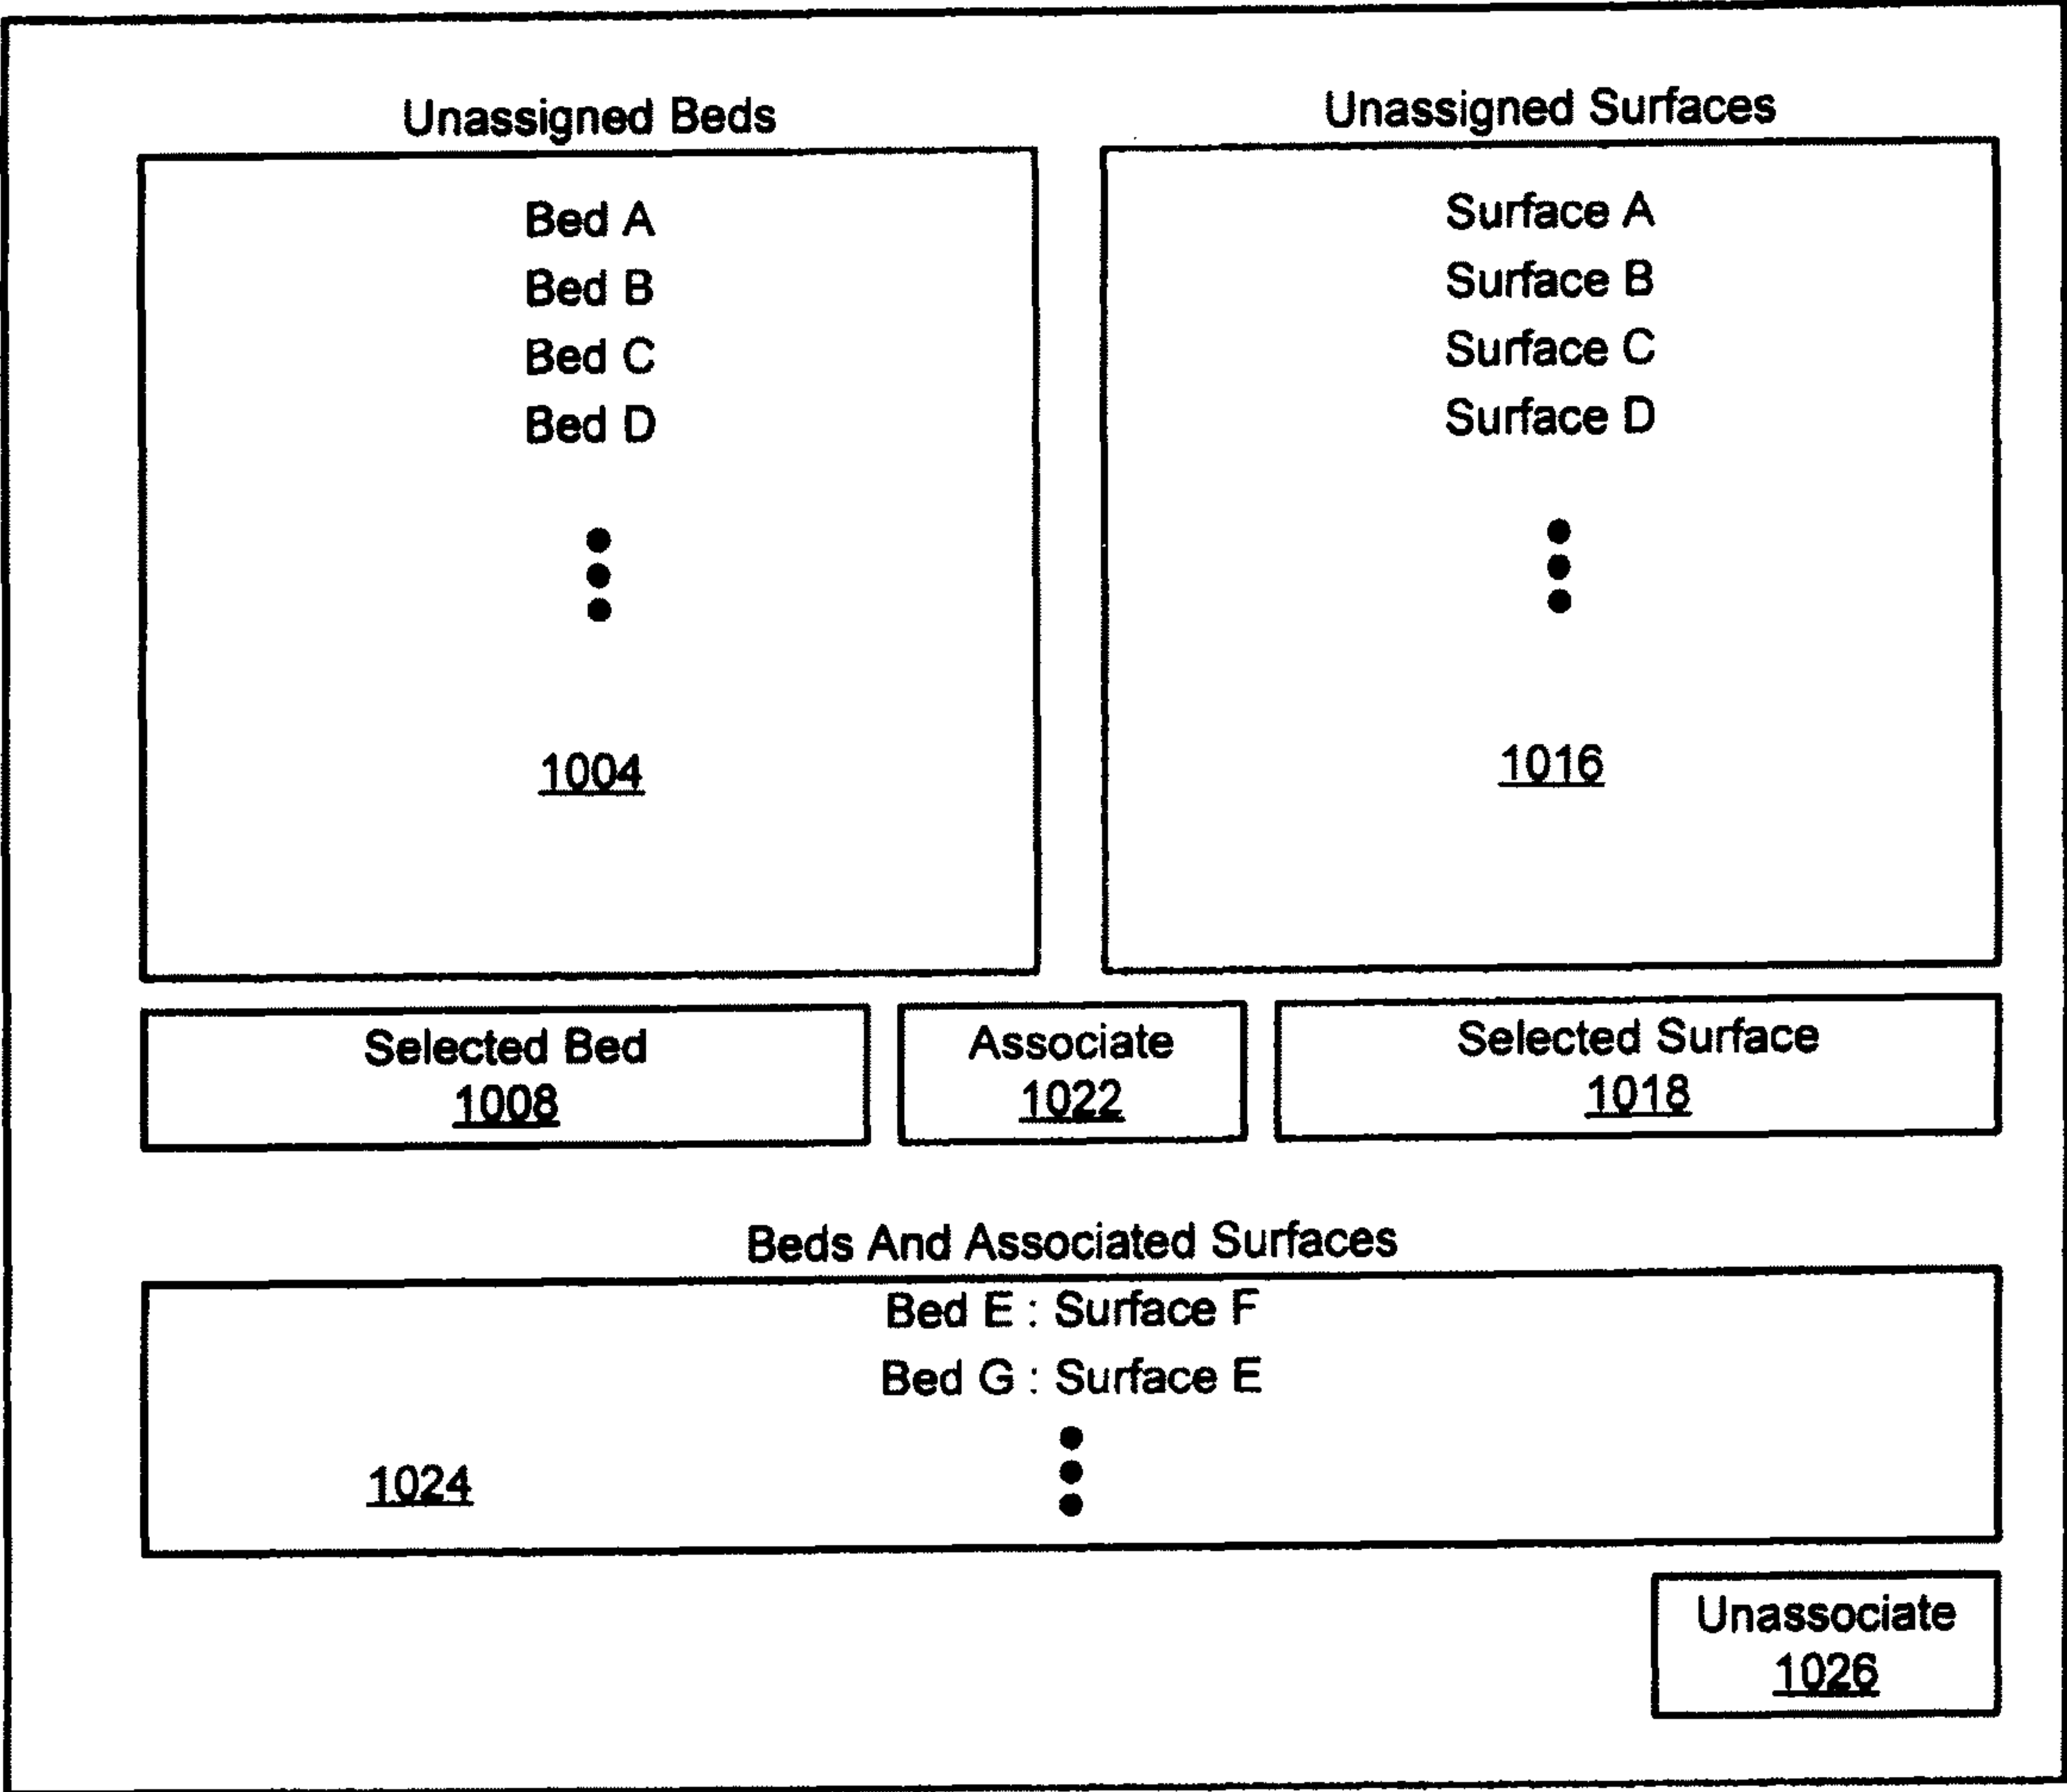 Unassigned Beds
Bed A
Bed B
Bed C
Bed D
1004
Unassigned Surfaces
Surface A
Surface B
Surface C
Surface D
1016
Selected Bed
1008
Associate
1022
Selected Surface
1018
Beds And Associated Surfaces
Bed E : Surface F
Bed G : Surface E
1024
Unassociate
1026